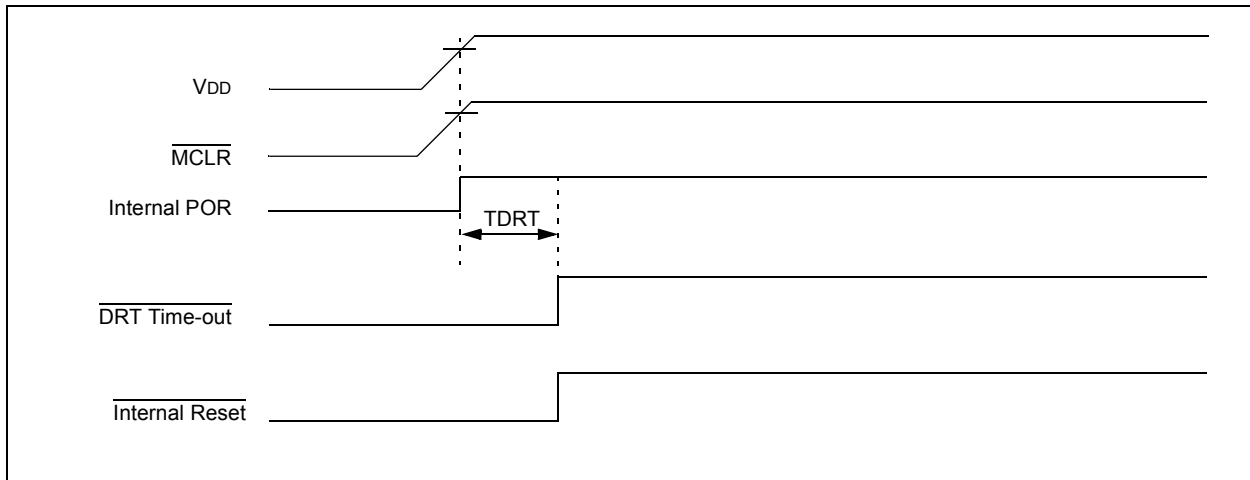 VDD
MCLR
Internal POR
TDRT
DRT Time-out
Internal Reset